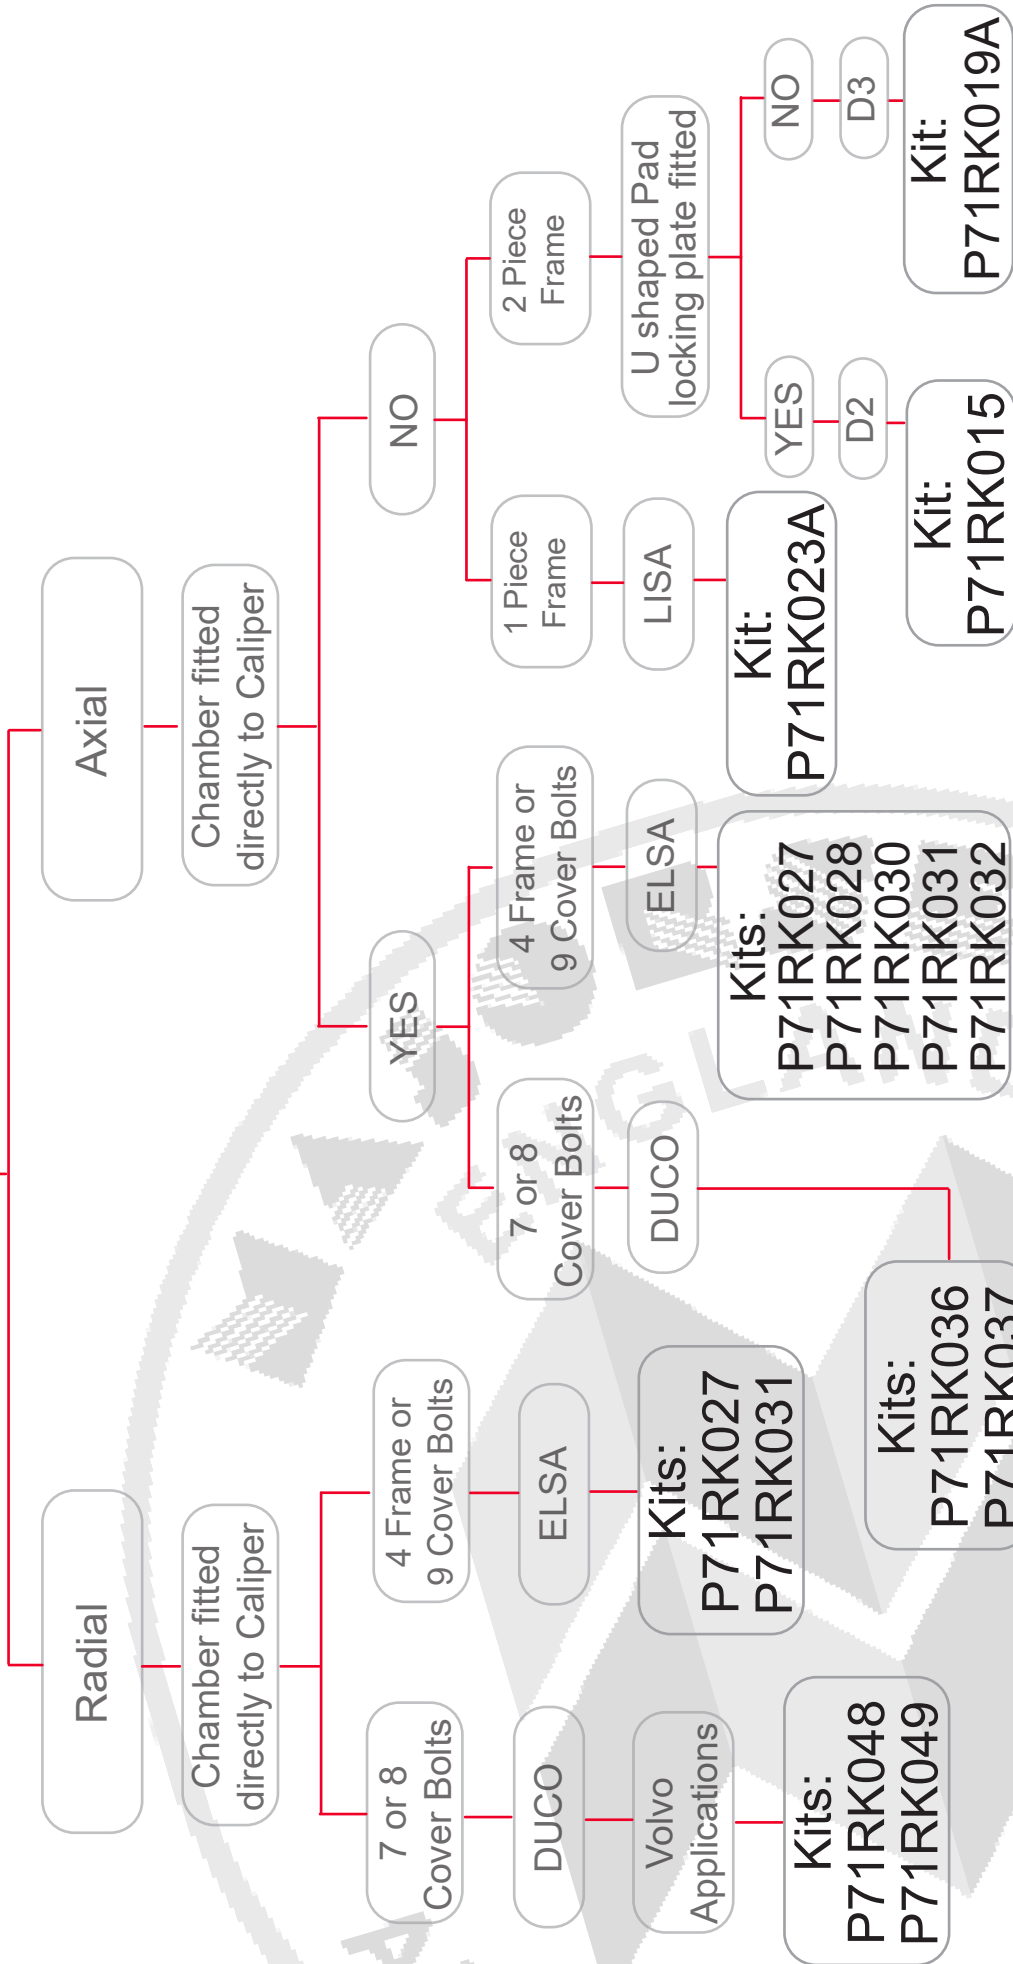 Radial
Axial
Chamber fitted
directly to Caliper
Chamber fitted
directly to Caliper
7 or 8
Cover Bolts
4 Frame or
9 Cover Bolts
YES
NO
DUCO
ELSA
7 or 8
Cover Bolts
4 Frame or
9 Cover Bolts
1 Piece
Frame
2 Piece
Frame
Volvo
Applications
Kits:
P71RK027
P71RK031
DUCO
ELSA
LISA
U shaped Pad
locking plate fitted
Kits:
P71RK048
P71RK049
Kits:
P71RK036
P71RK037
Kits:
P71RK027
P71RK028
P71RK030
P71RK031
P71RK032
Kit:
P71RK023A
YES
NO
D2
D3
Kit:
P71RK015
Kit:
P71RK019A